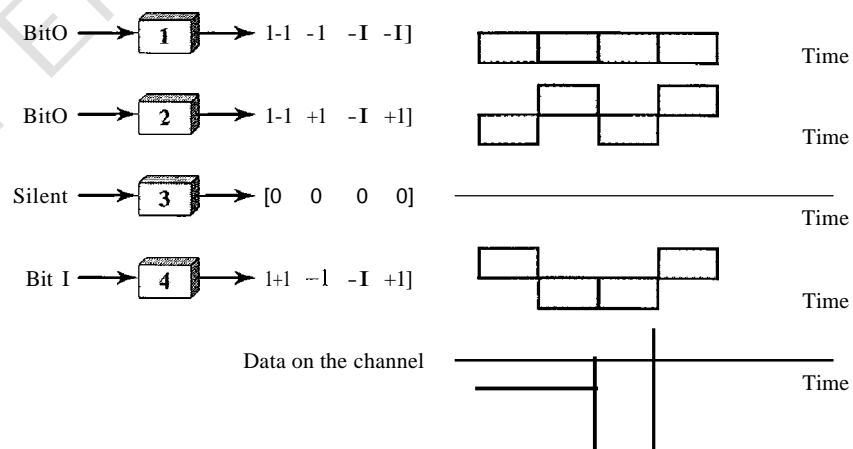 BitO 1 1-1 -1 -I -I]
Time
BitO 2 1-1 +1 -I +1]
Time
Silent 3 [0 0 0 0]
Time
Bit I 4 1+1 -1 -I +1]
Time
Data on the channel
Time